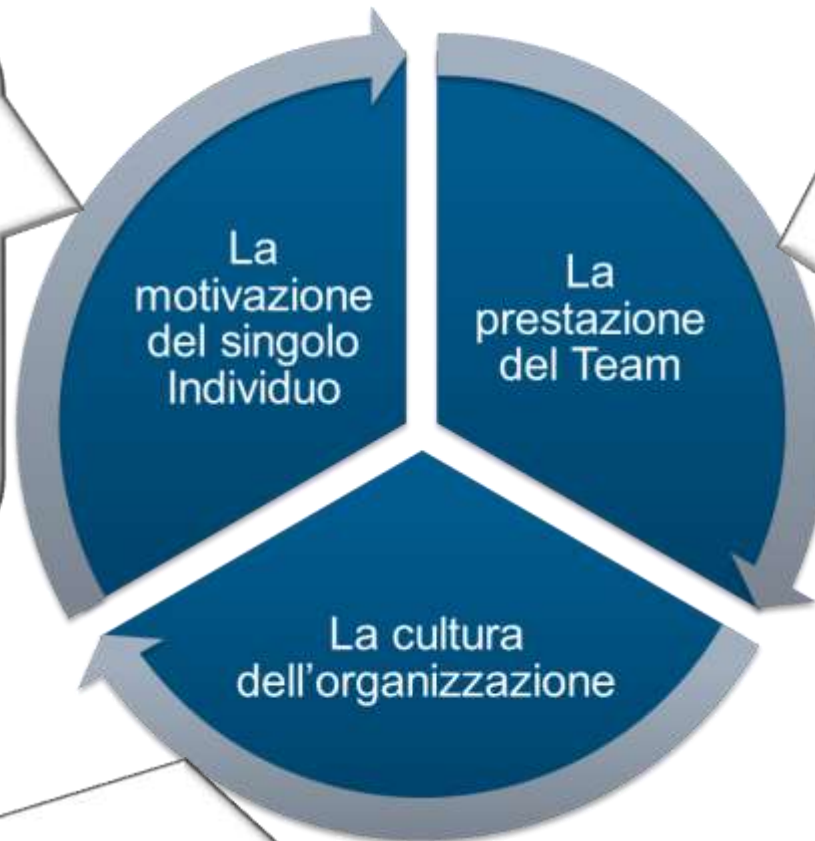 La
motivazione
del singolo
Individuo
La
prestazione
del Team
La cultura
dell'organizzazione